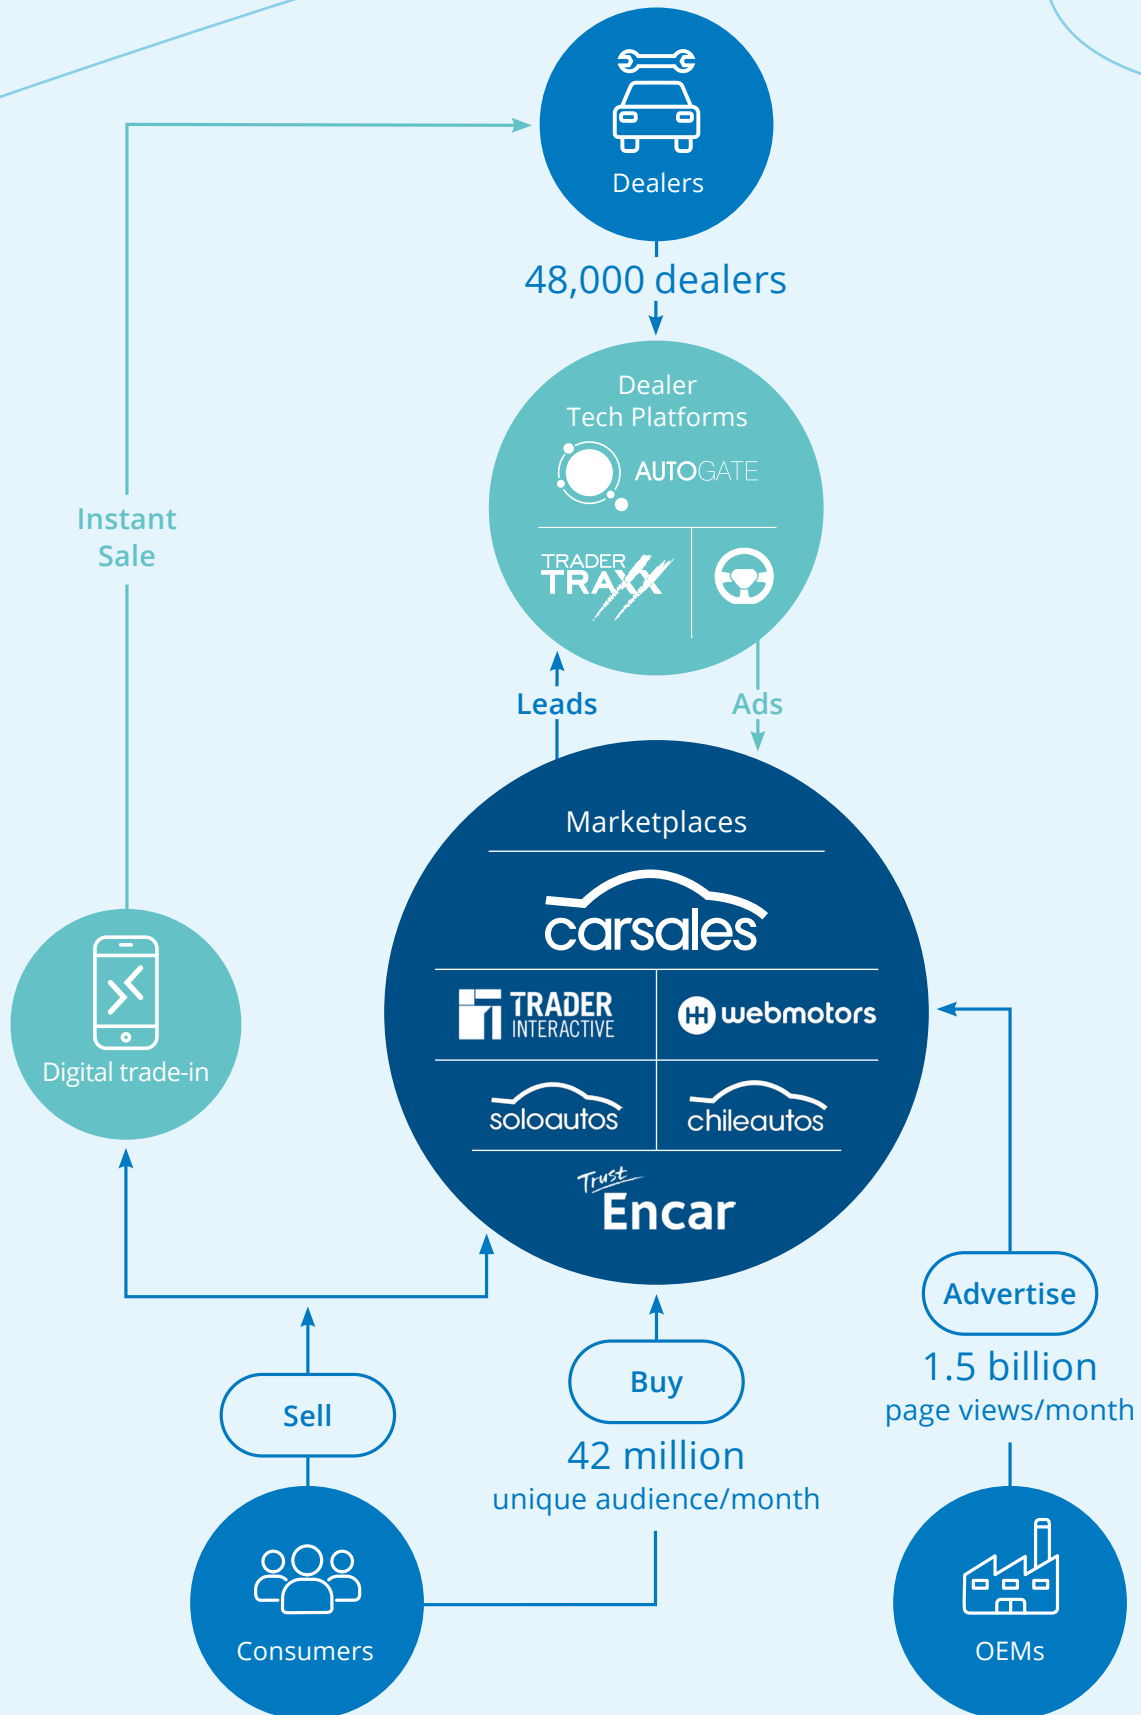 Dealers
48,000 dealers
Dealer
Tech Platforms
AUTOGATE
TRADER
TRAXX
Instant
Sale
Leads
Ads
Marketplaces
carsales
TRADER
INTERACTIVE
webmotors
soloautos
chileautos
Trust
Encar
Digital trade-in
Advertise
1.5 billion
page views/month
Buy
42 million
unique audience/month
Sell
Consumers
OEMs